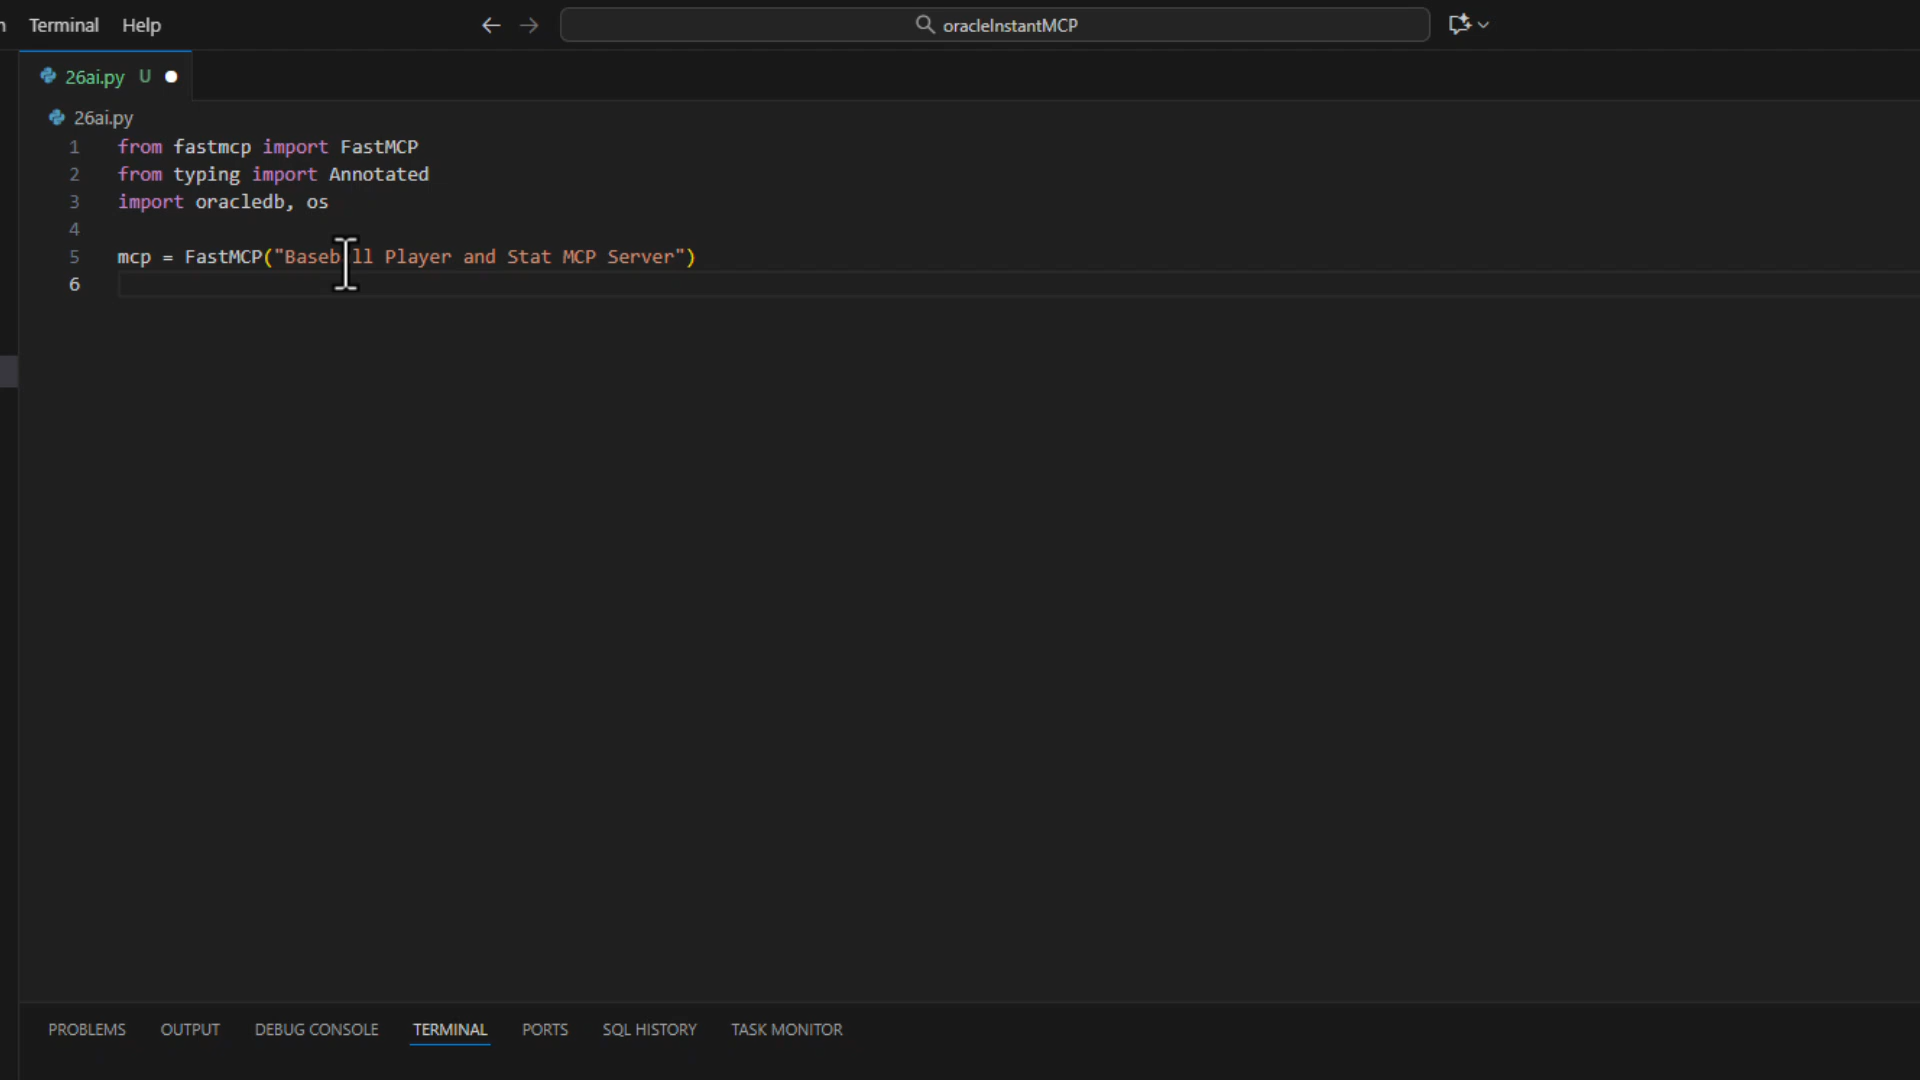 Terminal Help
oracleInstantMCP
26ai.py U
26ai.py
1 from fastmcp import FastMCP
2 from typing import Annotated
3 import oracledb, os
4
5 mcp = FastMCP("Baseball Player and Stat MCP Server")
6
PROBLEMS OUTPUT DEBUG CONSOLE TERMINAL PORTS SQL HISTORY TASK MONITOR